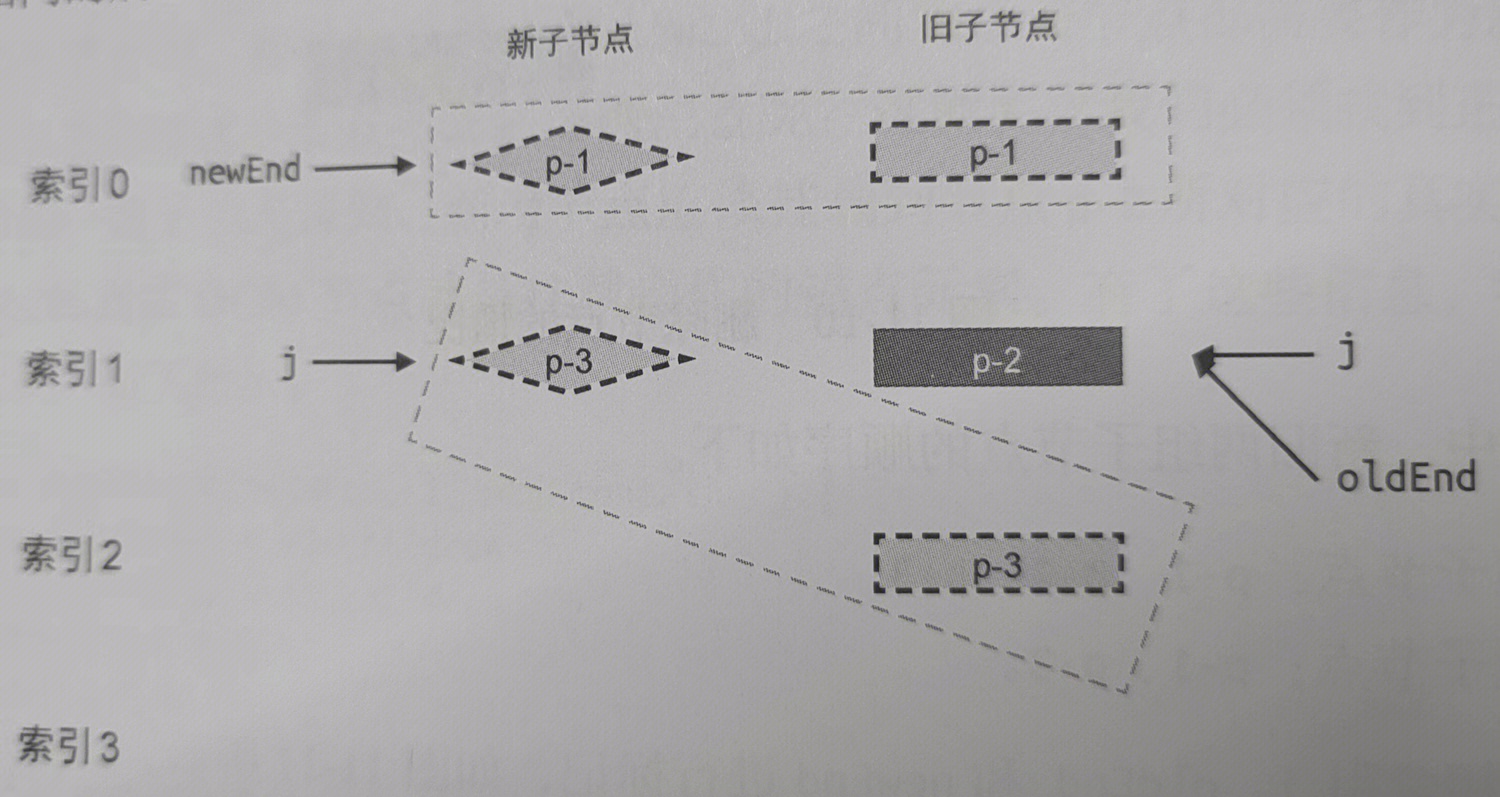 新子节点 旧子节点
索引0 newEnd p-1 p-1
索引1 j p-3 p-2 j
oldEnd
索引2 p-3
索引3